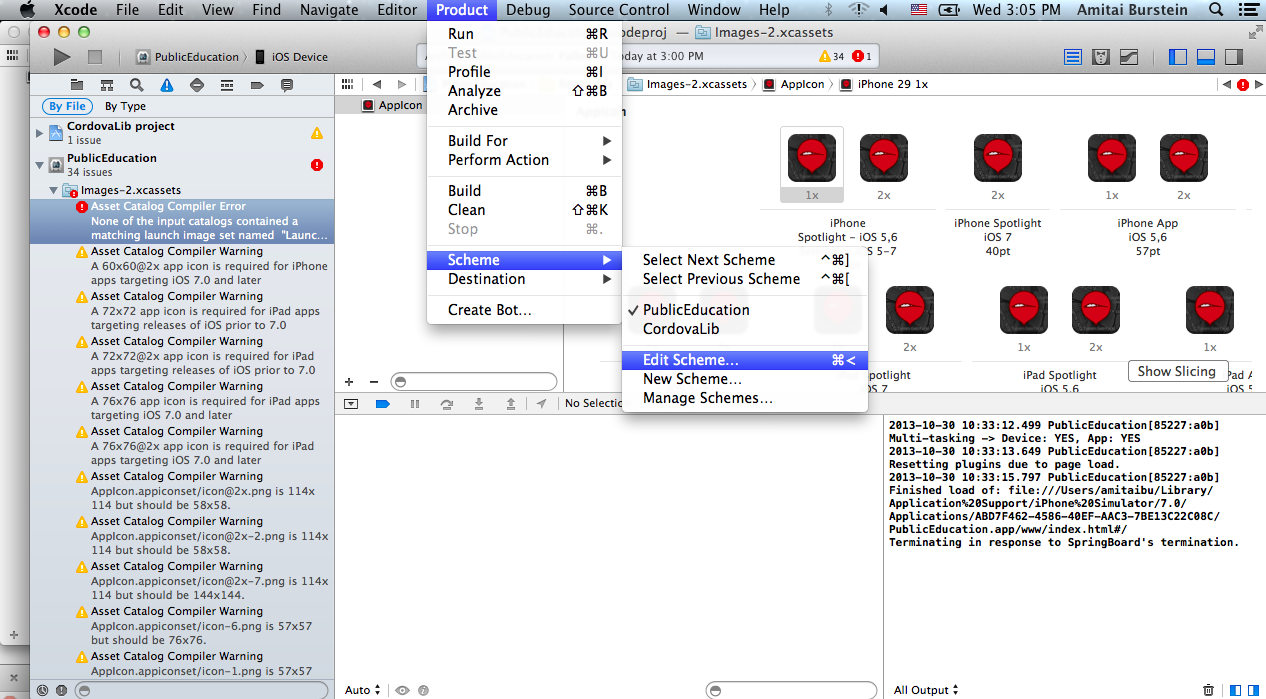 Xcode File Edit View Find Navigate Editor Product Debug Source Control Window Help Wed 3:05 PM Amitai Burstein
odeproj — Images-2.xcassets
PublicEducation iOS Device
day at 3:00 PM
34 1
By File By Type
CordovaLib project
1 issue
PublicEducation
34 issues
Images-2.xcassets
Asset Catalog Compiler Error
None of the input catalogs contained a
matching launch image set named "Launc...
Asset Catalog Compiler Warning
A 60x60@2x app icon is required for iPhone
apps targeting iOS 7.0 and later
Asset Catalog Compiler Warning
A 72x72 app icon is required for iPad apps
targeting releases of iOS prior to 7.0
Asset Catalog Compiler Warning
A 72x72@2x app icon is required for iPad
apps targeting releases of iOS prior to 7.0
Asset Catalog Compiler Warning
A 76x76 app icon is required for iPad apps
targeting iOS 7.0 and later
Asset Catalog Compiler Warning
A 76x76@2x app icon is required for iPad
apps targeting iOS 7.0 and later
Asset Catalog Compiler Warning
AppIcon.appiconset/icon@2x.png is 114x
114 but should be 58x58.
Asset Catalog Compiler Warning
AppIcon.appiconset/icon@2x-2.png is 114x
114 but should be 58x58.
Asset Catalog Compiler Warning
AppIcon.appiconset/icon@2x-7.png is 114x
114 but should be 144x144.
Asset Catalog Compiler Warning
AppIcon.appiconset/icon-6.png is 57x57
but should be 76x76.
Asset Catalog Compiler Warning
AppIcon.appiconset/icon-1.png is 57x57
AppIcon
Run ⌘R
Test ⌘U
Profile ⌘I
Analyze ⇧⌘B
Archive
Build For
Perform Action
Build ⌘B
Clean ⇧⌘K
Stop ⌘.
Scheme
Destination
Create Bot...
Select Next Scheme ^⌘]
Select Previous Scheme ^⌘[
✓ PublicEducation
CordovaLib
Edit Scheme... ⌘<
New Scheme...
Manage Schemes...
Images-2.xcassets AppIcon iPhone 29 1x
1x 2x 2x 1x 2x
iPhone
Spotlight – iOS 5,6
S 5–7
iPhone Spotlight
iOS 7
40pt
iPhone App
iOS 5,6
57pt
2x 1x 2x 1x
potlight
S 7
iPad Spotlight
iOS 5,6
Show Slicing
Pad A
S 5
No Selectio
2013-10-30 10:33:12.499 PublicEducation[85227:a0b]
Multi-tasking -> Device: YES, App: YES
2013-10-30 10:33:13.649 PublicEducation[85227:a0b]
Resetting plugins due to page load.
2013-10-30 10:33:15.797 PublicEducation[85227:a0b]
Finished load of: file:///Users/amitaibu/Library/
Application%20Support/iPhone%20Simulator/7.0/
Applications/ABD7F462-4586-40EF-AAC3-7BE13C22C08C/
PublicEducation.app/www/index.html#/
Terminating in response to SpringBoard's termination.
Auto
All Output